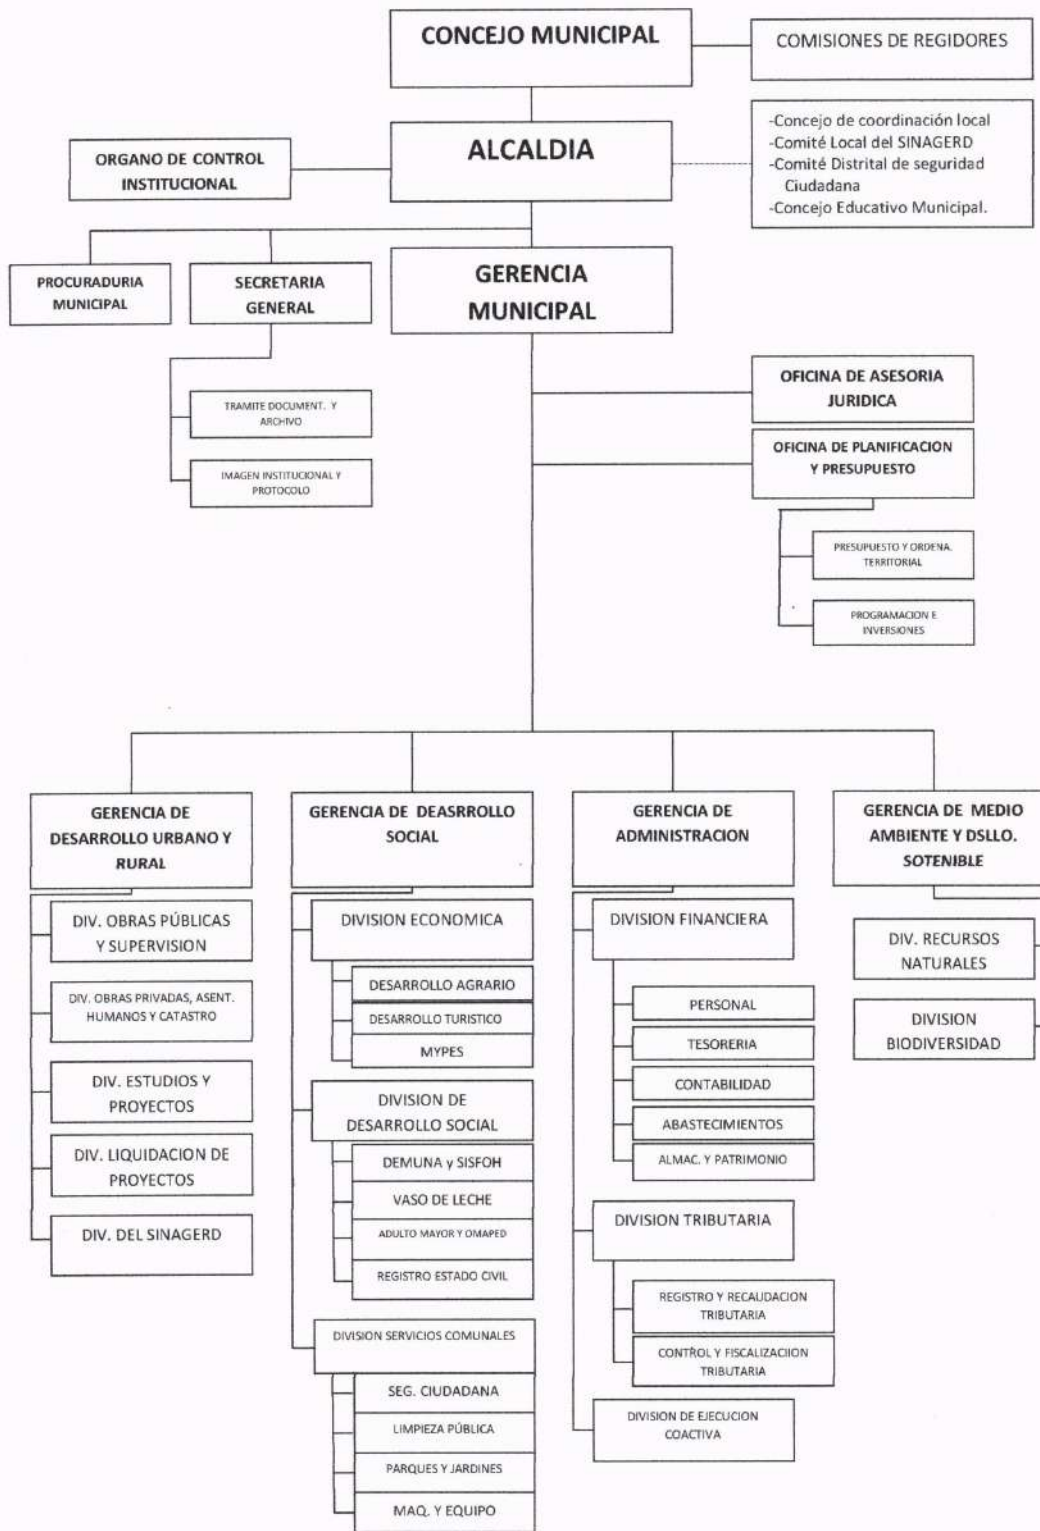 CONCEJO MUNICIPAL
COMISIONES DE REGIDORES
ALCALDIA
-Concejo de coordinación local
-Comité Local del SINAGERD
-Comité Distrital de seguridad
Ciudadana
-Concejo Educativo Municipal.
ORGANO DE CONTROL
INSTITUCIONAL
PROCURADURIA
MUNICIPAL
SECRETARIA
GENERAL
GERENCIA
MUNICIPAL
TRAMITE DOCUMENT. Y
ARCHIVO
IMAGEN INSTITUCIONAL Y
PROTOCOLO
OFICINA DE ASESORIA
JURIDICA
OFICINA DE PLANIFICACION
Y PRESUPUESTO
PRESUPUESTO Y ORDENA.
TERRITORIAL
PROGRAMACION E
INVERSIONES
GERENCIA DE
DESARROLLO URBANO Y
RURAL
DIV. OBRAS PÚBLICAS
Y SUPERVISION
DIV. OBRAS PRIVADAS, ASENT.
HUMANOS Y CATASTRO
DIV. ESTUDIOS Y
PROYECTOS
DIV. LIQUIDACION DE
PROYECTOS
DIV. DEL SINAGERD
GERENCIA DE DEASRROLLO
SOCIAL
DIVISION ECONOMICA
DESARROLLO AGRARIO
DESARROLLO TURISTICO
MYPES
DIVISION DE
DESARROLLO SOCIAL
DEMUNA y SISFOH
VASO DE LECHE
ADULTO MAYOR Y OMAPED
REGISTRO ESTADO CIVIL
DIVISION SERVICIOS COMUNALES
SEG. CIUDADANA
LIMPIEZA PÚBLICA
PARQUES Y JARDINES
MAQ. Y EQUIPO
GERENCIA DE
ADMINISTRACION
DIVISION FINANCIERA
PERSONAL
TESORERIA
CONTABILIDAD
ABASTECIMIENTOS
ALMAC. Y PATRIMONIO
DIVISION TRIBUTARIA
REGISTRO Y RECAUDACION
TRIBUTARIA
CONTROL Y FISCALIZACIION
TRIBUTARIA
DIVISION DE EJECUCION
COACTIVA
GERENCIA DE MEDIO
AMBIENTE Y DSLLO.
SOTENIBLE
DIV. RECURSOS
NATURALES
DIVISION
BIODIVERSIDAD